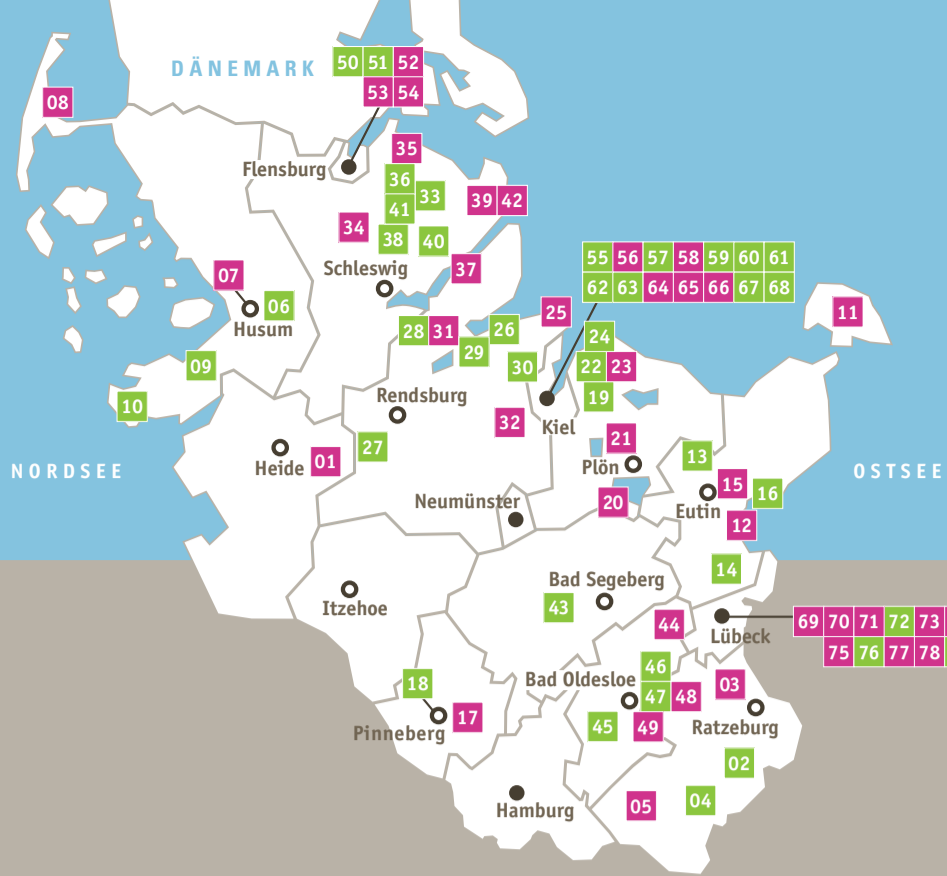 DÄNEMARK
50 51 52
53 54
08
35
Flensburg
36
33
39 42
41
34
38
40
Schleswig
37
55 56 57 58 59 60 61
62 63 64 65 66 67 68
07
06
Husum
25
11
28 31
26
24
29
30
22 23
09
19
Rendsburg
10
32
Kiel
21
27
Heide
01
13
Plön
NORDSEE
OSTSEE
15
16
20
Eutin
Neumünster
12
14
Bad Segeberg
Itzehoe
43
44
Lübeck
69 70 71 72 73
75 76 77 78
46
Bad Oldesloe
18
47 48
03
17
Pinneberg
45
49
Ratzeburg
02
04
05
Hamburg